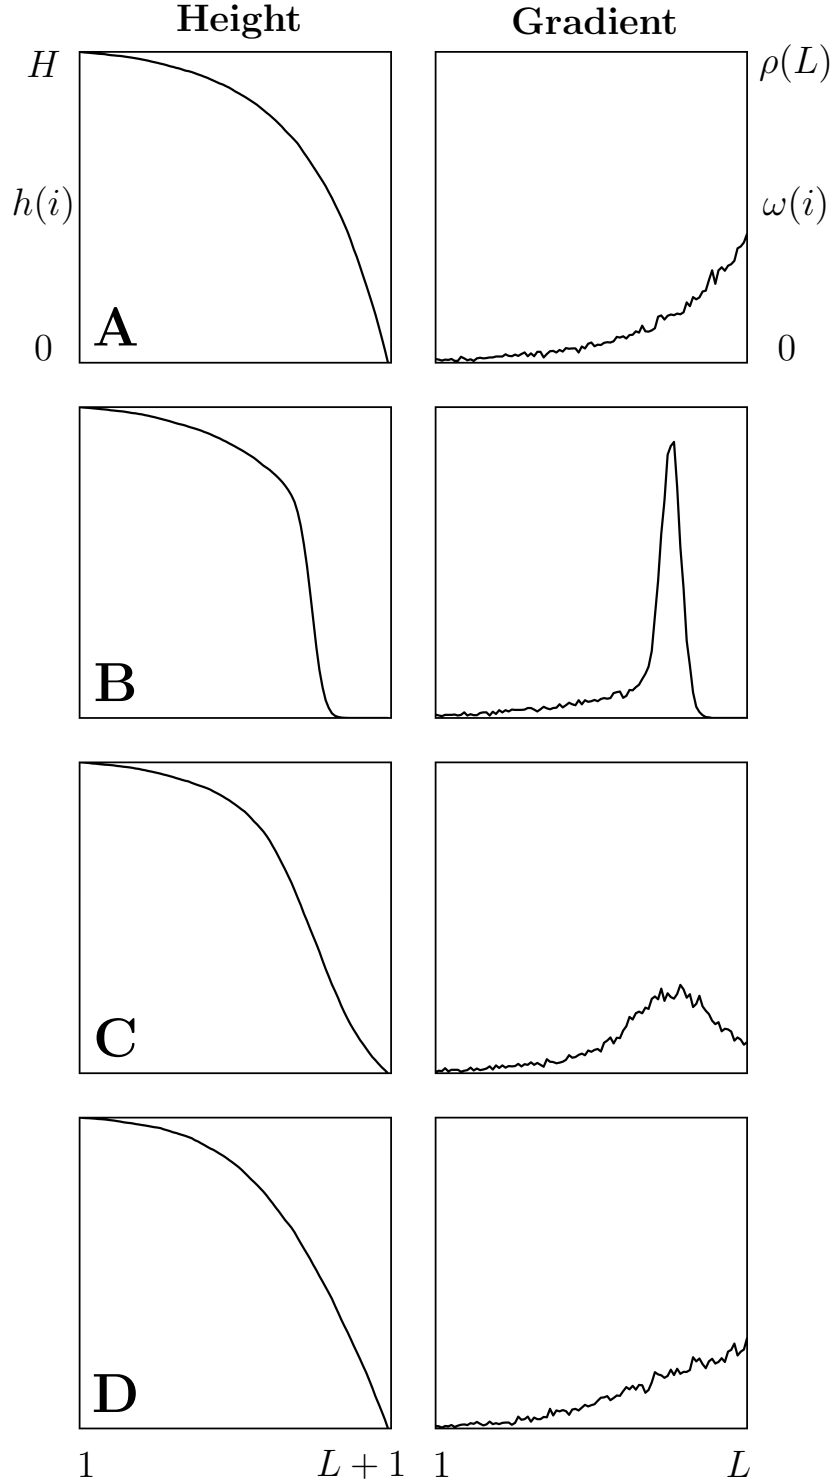 Height Gradient
H ρ(L)
h(i) ω(i)
A
0 0
B
C
D
1 L + 1 1 L